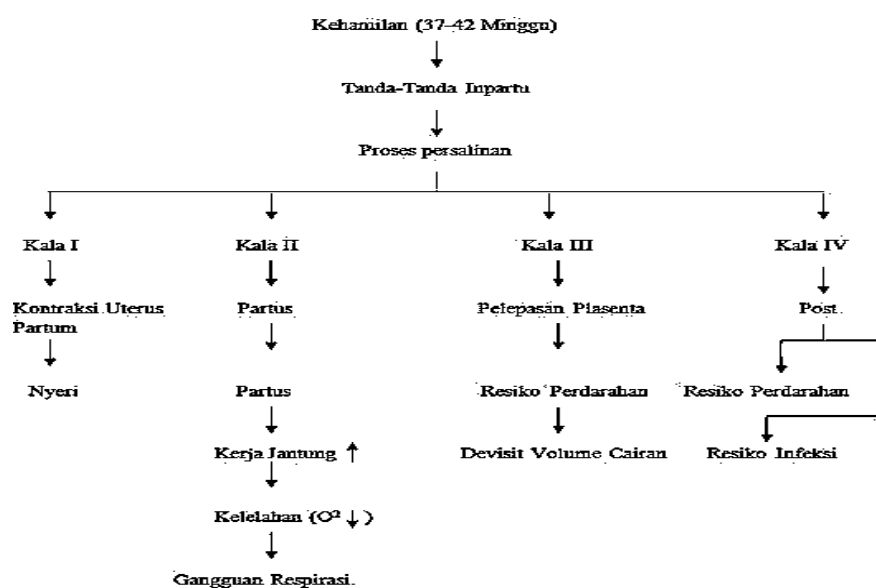 Kehamilan (37-42 Minggu)
Tanda-Tanda Inpartu
Proses persalinan
Kala I
Kala II
Kala III
Kala IV
Kontraksi Uterus
Partum
Partus
Pelepasan Plasenta
Post.
Nyeri
Partus
Resiko Perdarahan
Resiko Perdarahan
Kerja Jantung ↑
Devisit Volume Cairan
Resiko Infeksi
Kelelahan (O² ↓)
Gangguan Respirasi.